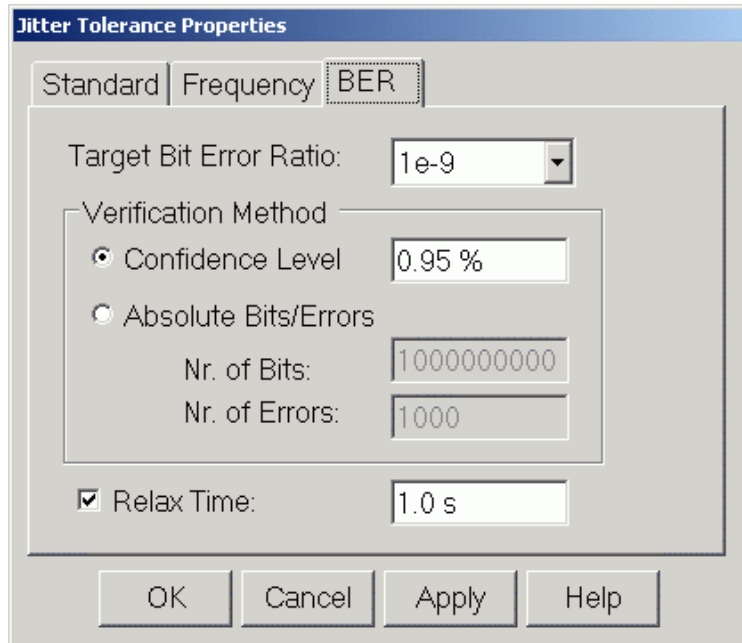 Jitter Tolerance Properties
Standard Frequency BER
Target Bit Error Ratio: 1e-9
Verification Method
Confidence Level 0.95 %
Absolute Bits/Errors
Nr. of Bits: 1000000000
Nr. of Errors: 1000
Relax Time: 1.0 s
OK Cancel Apply Help